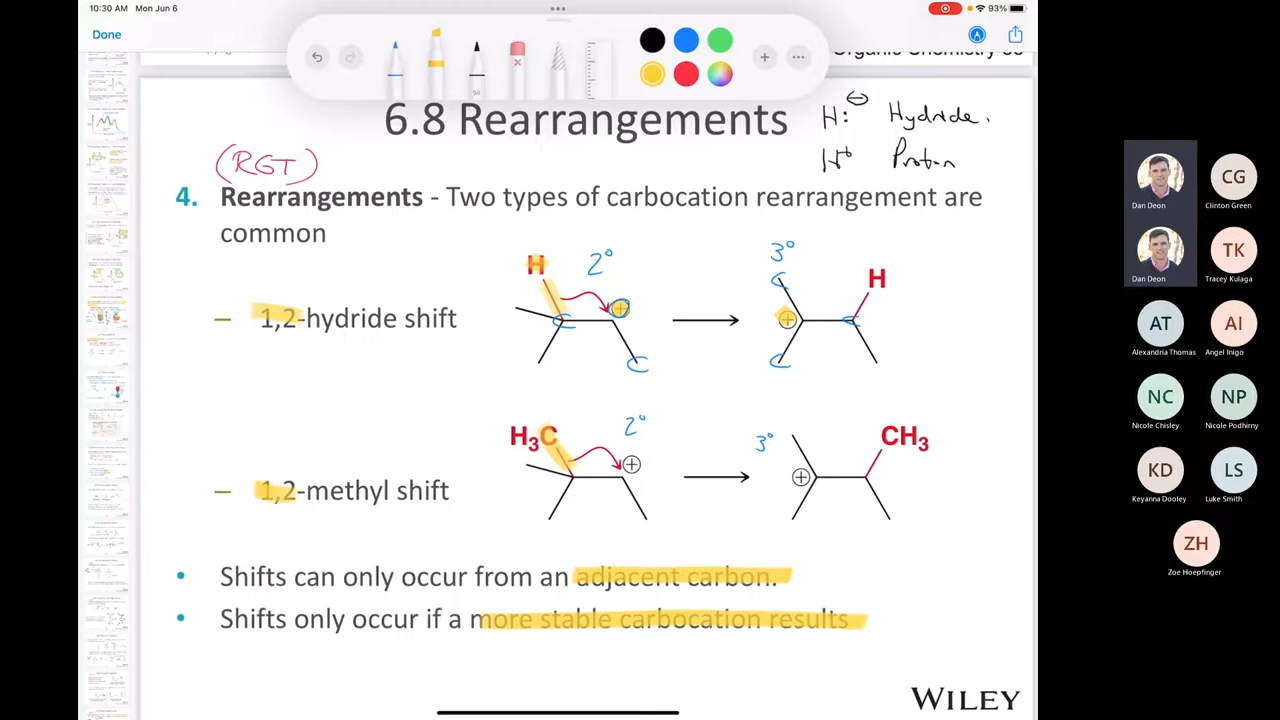 10:30 AM Mon Jun 6
93%
Done
50
Organic Chemistry
6.8 Rearrangements
H: ⊖ Hydride.
H⁺ Proton
(RGT)
4. Rearrangements - Two types of carbocation rearrangement are
common
H 2° 3° H
– 1,2-hydride shift
C C C C C
H3C 2° 3° CH3
– 1,2-methyl shift
• Shifts can only occur from an adjacent carbon.
• Shifts only occur if a more stable carbocation results
WILEY
Dan Deon
CG
Clinton Green
Dan Deon
TK
Tracey Kulaga
AT
Alexandria Thomas
AI
Angel Inigo
NC
Nicole Chisley
NP
Nicole Podhirny
KD
Keyanna Dooley
LS
Luke Smith
ZH
Zoe Hoepfinger